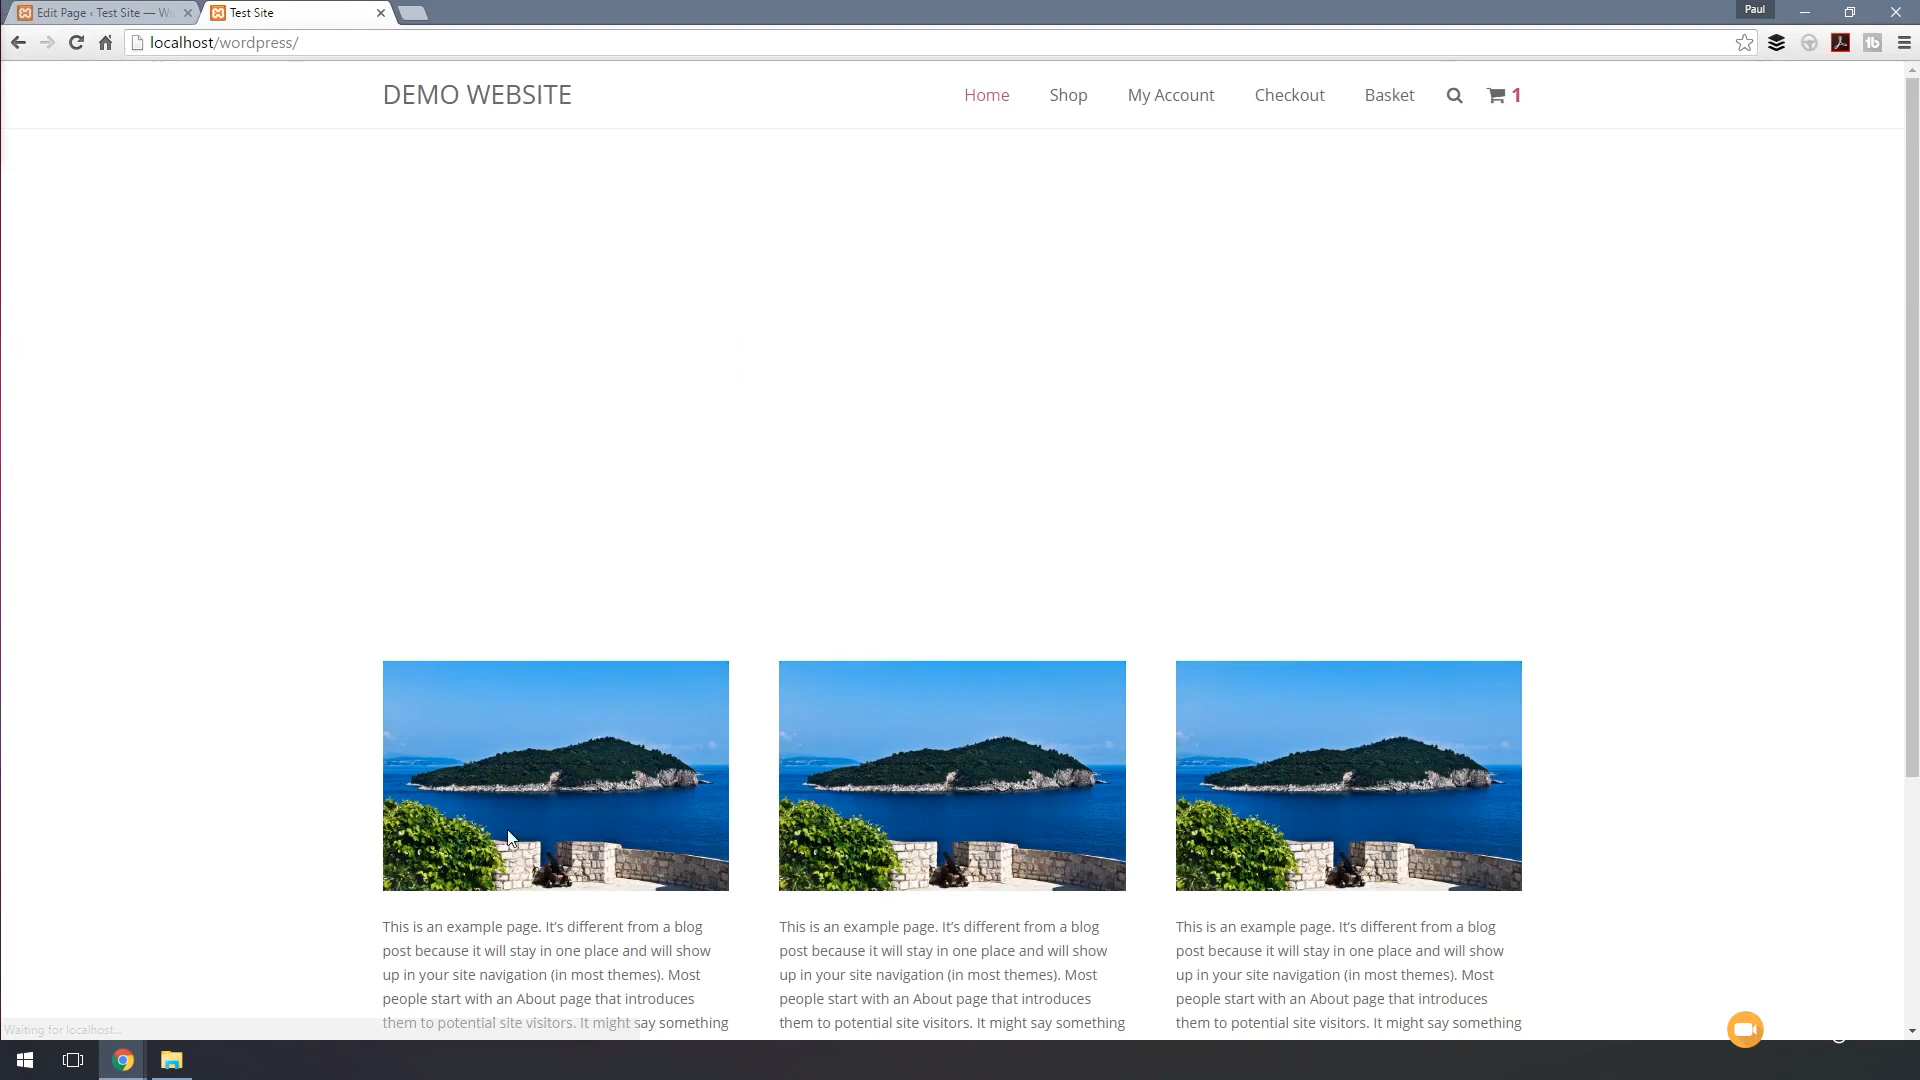 Edit Page ‹ Test Site — Wo
Test Site
Paul
localhost/wordpress/
DEMO WEBSITE
Home
Shop
My Account
Checkout
Basket
1
This is an example page. It’s different from a blog
post because it will stay in one place and will show
up in your site navigation (in most themes). Most
people start with an About page that introduces
them to potential site visitors. It might say something
This is an example page. It’s different from a blog
post because it will stay in one place and will show
up in your site navigation (in most themes). Most
people start with an About page that introduces
them to potential site visitors. It might say something
This is an example page. It’s different from a blog
post because it will stay in one place and will show
up in your site navigation (in most themes). Most
people start with an About page that introduces
them to potential site visitors. It might say something
Waiting for localhost...